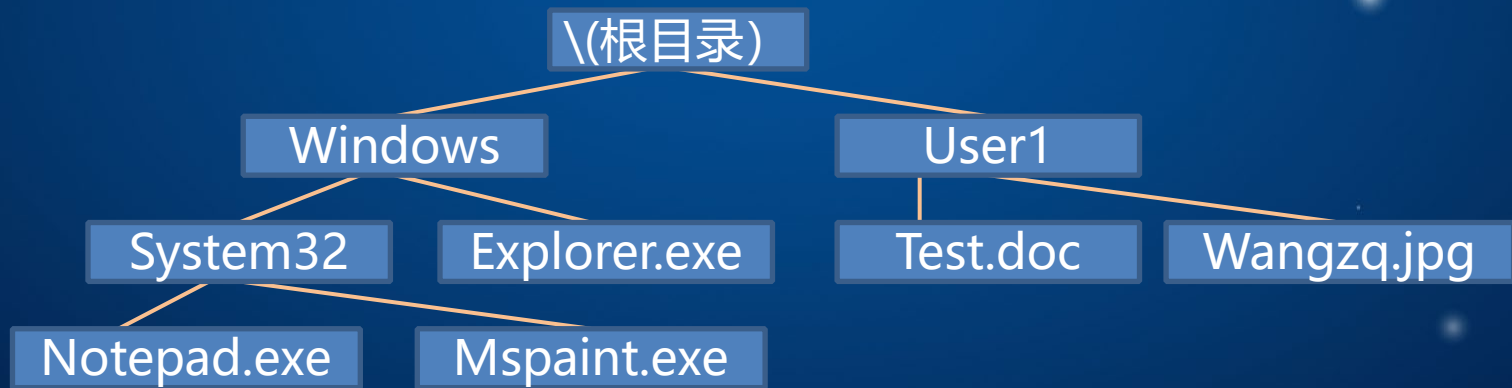 \(根目录)
Windows
User1
System32
Explorer.exe
Test.doc
Wangzq.jpg
Notepad.exe
Mspaint.exe